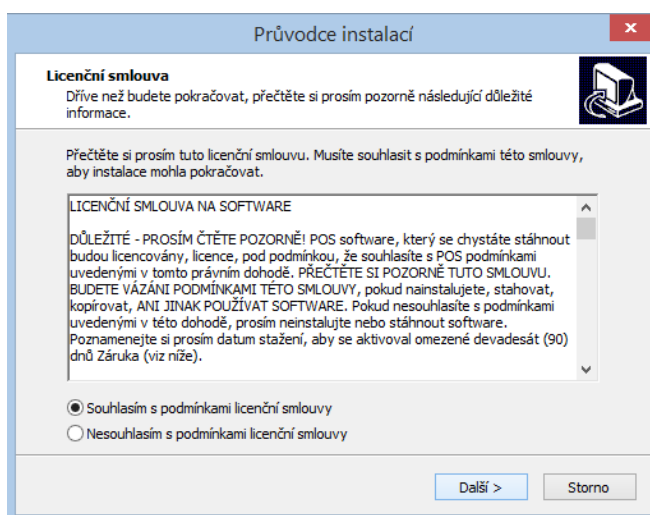 Průvodce instalací
x
Licenční smlouva
Dříve než budete pokračovat, přečtěte si prosím pozorně následující důležité
informace.
Přečtěte si prosím tuto licenční smlouvu. Musíte souhlasit s podmínkami této smlouvy,
aby instalace mohla pokračovat.
LICENČNÍ SMLOUVA NA SOFTWARE
DŮLEŽITÉ - PROSÍM ČTĚTE POZORNĚ! POS software, který se chystáte stáhnout
budou licencovány, licence, pod podmínkou, že souhlasíte s POS podmínkami
uvedenými v tomto právním dohodě. PŘEČTĚTE SI POZORNĚ TUTO SMLOUVU.
BUDETE VÁZÁNI PODMÍNKAMI TÉTO SMLOUVY, pokud nainstalujete, stahovat,
kopírovat, ANI JINAK POUŽÍVAT SOFTWARE. Pokud nesouhlasíte s podmínkami
uvedenými v této dohodě, prosím neinstalujte nebo stáhnout software.
Poznamenejte si prosím datum stažení, aby se aktivoval omezené devadesát (90)
dnů Záruka (viz níže).
Souhlasím s podmínkami licenční smlouvy
Nesouhlasím s podmínkami licenční smlouvy
Další >
Storno